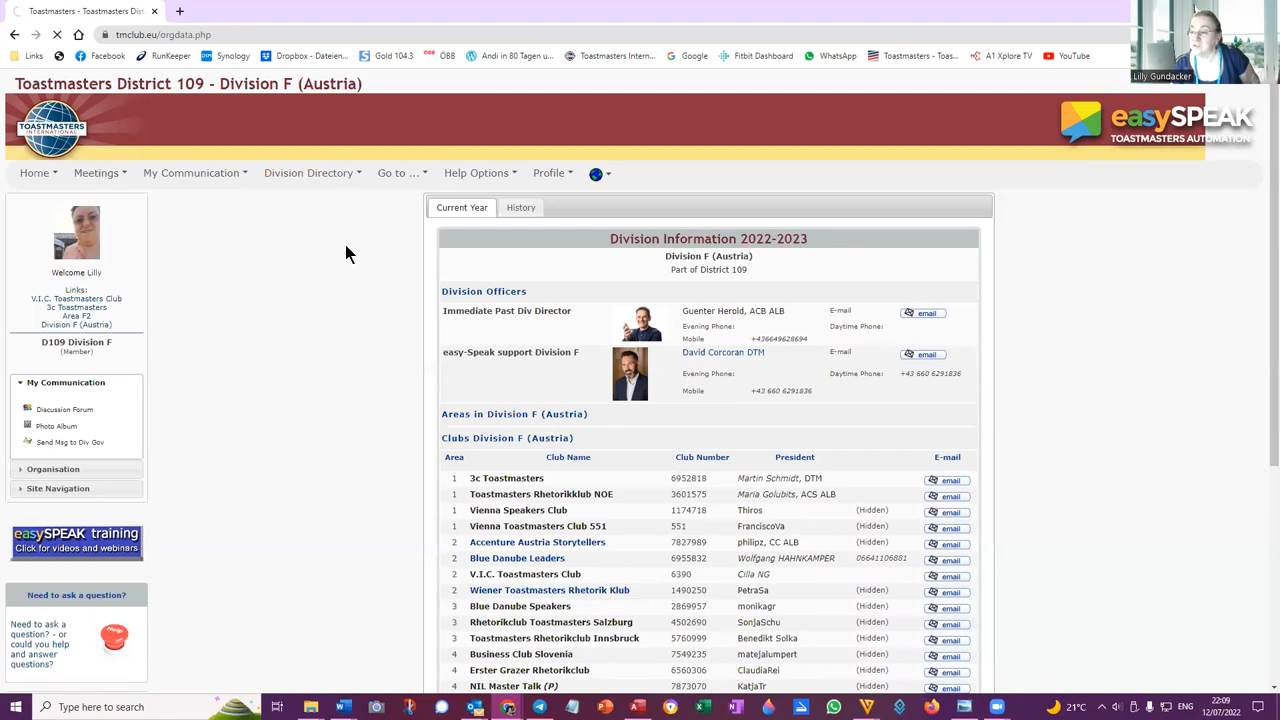 Toastmasters - Toastmasters Dist
tmclub.eu/orgdata.php
Links Facebook RunKeeper Synology Dropbox - Dateien... Gold 104.3 ÖBB Andi in 80 Tagen u... Toastmasters Intern... Google Fitbit Dashboard WhatsApp Toastmasters - Toas... A1 Xplore TV YouTube
Lilly Gundacker
Toastmasters District 109 - Division F (Austria)
TOASTMASTERS
INTERNATIONAL
easySPEAK
TOASTMASTERS AUTOMATION
Home Meetings My Communication Division Directory Go to ... Help Options Profile
Current Year History
Welcome Lilly
Links:
V.I.C. Toastmasters Club
3c Toastmasters
Area F2
Division F (Austria)
D109 Division F
(Member)
My Communication
Discussion Forum
Photo Album
Send Msg to Div Gov
Organisation
Site Navigation
easySPEAK training
Click for videos and webinars
Need to ask a question?
Need to ask a
question? - or
could you help
and answer
questions?
Help
Division Information 2022-2023
Division F (Austria)
Part of District 109
Division Officers
Immediate Past Div Director Guenter Herold, ACB ALB E-mail email
Evening Phone: Daytime Phone:
Mobile +436649628694
easy-Speak support Division F David Corcoran DTM E-mail email
Evening Phone: Daytime Phone: +43 660 6291836
Mobile +43 660 6291836
Areas in Division F (Austria)
Clubs Division F (Austria)
Area Club Name Club Number President E-mail
1 3c Toastmasters 6952818 Martin Schmidt, DTM email
1 Toastmasters Rhetorikklub NOE 3601575 Maria Golubits, ACS ALB email
1 Vienna Speakers Club 1174718 Thiros (Hidden) email
1 Vienna Toastmasters Club 551 551 FranciscoVa (Hidden) email
2 Accenture Austria Storytellers 7827989 philipz, CC ALB (Hidden) email
2 Blue Danube Leaders 6955832 Wolfgang HAHNKAMPER 06641106881 email
2 V.I.C. Toastmasters Club 6390 Cilla NG email
2 Wiener Toastmasters Rhetorik Klub 1490250 PetraSa (Hidden) email
3 Blue Danube Speakers 2869957 monikagr (Hidden) email
3 Rhetorikclub Toastmasters Salzburg 4502690 SonjaSchu (Hidden) email
3 Toastmasters Rhetorikclub Innsbruck 5760999 Benedikt Solka (Hidden) email
4 Business Club Slovenia 7549235 mateJalumpert (Hidden) email
4 Erster Grazer Rhetorikclub 6560306 ClaudiaRei (Hidden) email
4 NIL Master Talk (P) 7873070 KatjaTr (Hidden) email
Type here to search
21°C
ENG
22:09
12/07/2022